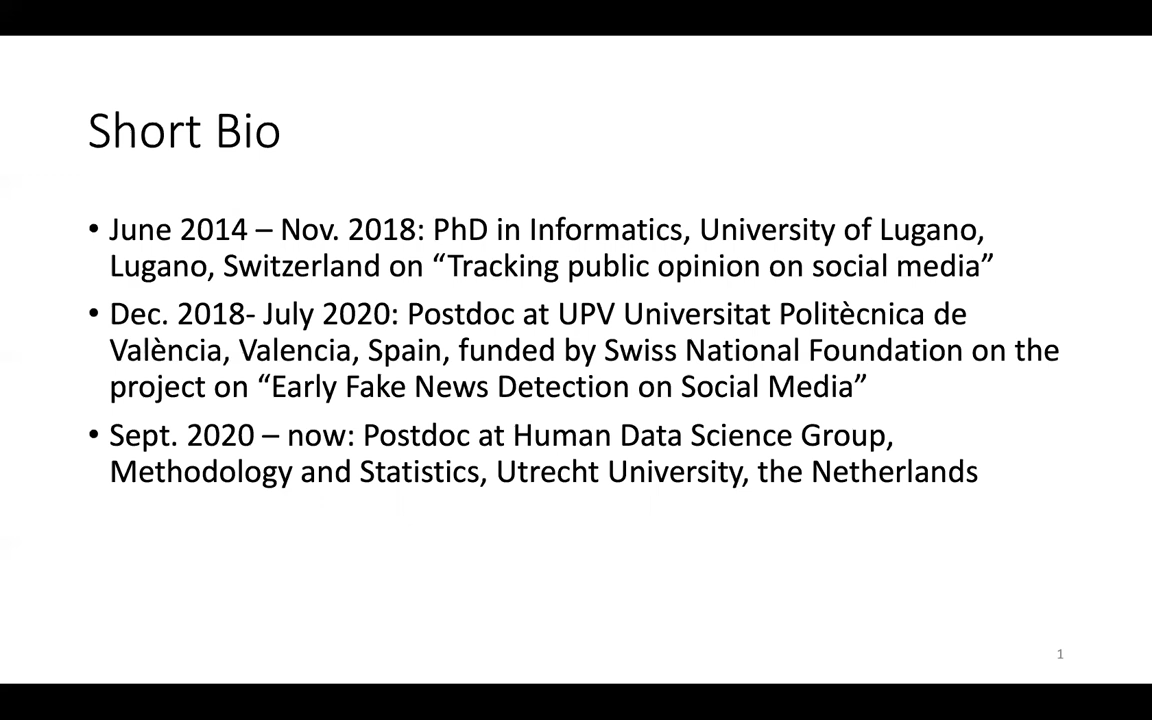 Short Bio
• June 2014 – Nov. 2018: PhD in Informatics, University of Lugano,
Lugano, Switzerland on “Tracking public opinion on social media”
• Dec. 2018- July 2020: Postdoc at UPV Universitat Politècnica de
València, Valencia, Spain, funded by Swiss National Foundation on the
project on “Early Fake News Detection on Social Media”
• Sept. 2020 – now: Postdoc at Human Data Science Group,
Methodology and Statistics, Utrecht University, the Netherlands
1